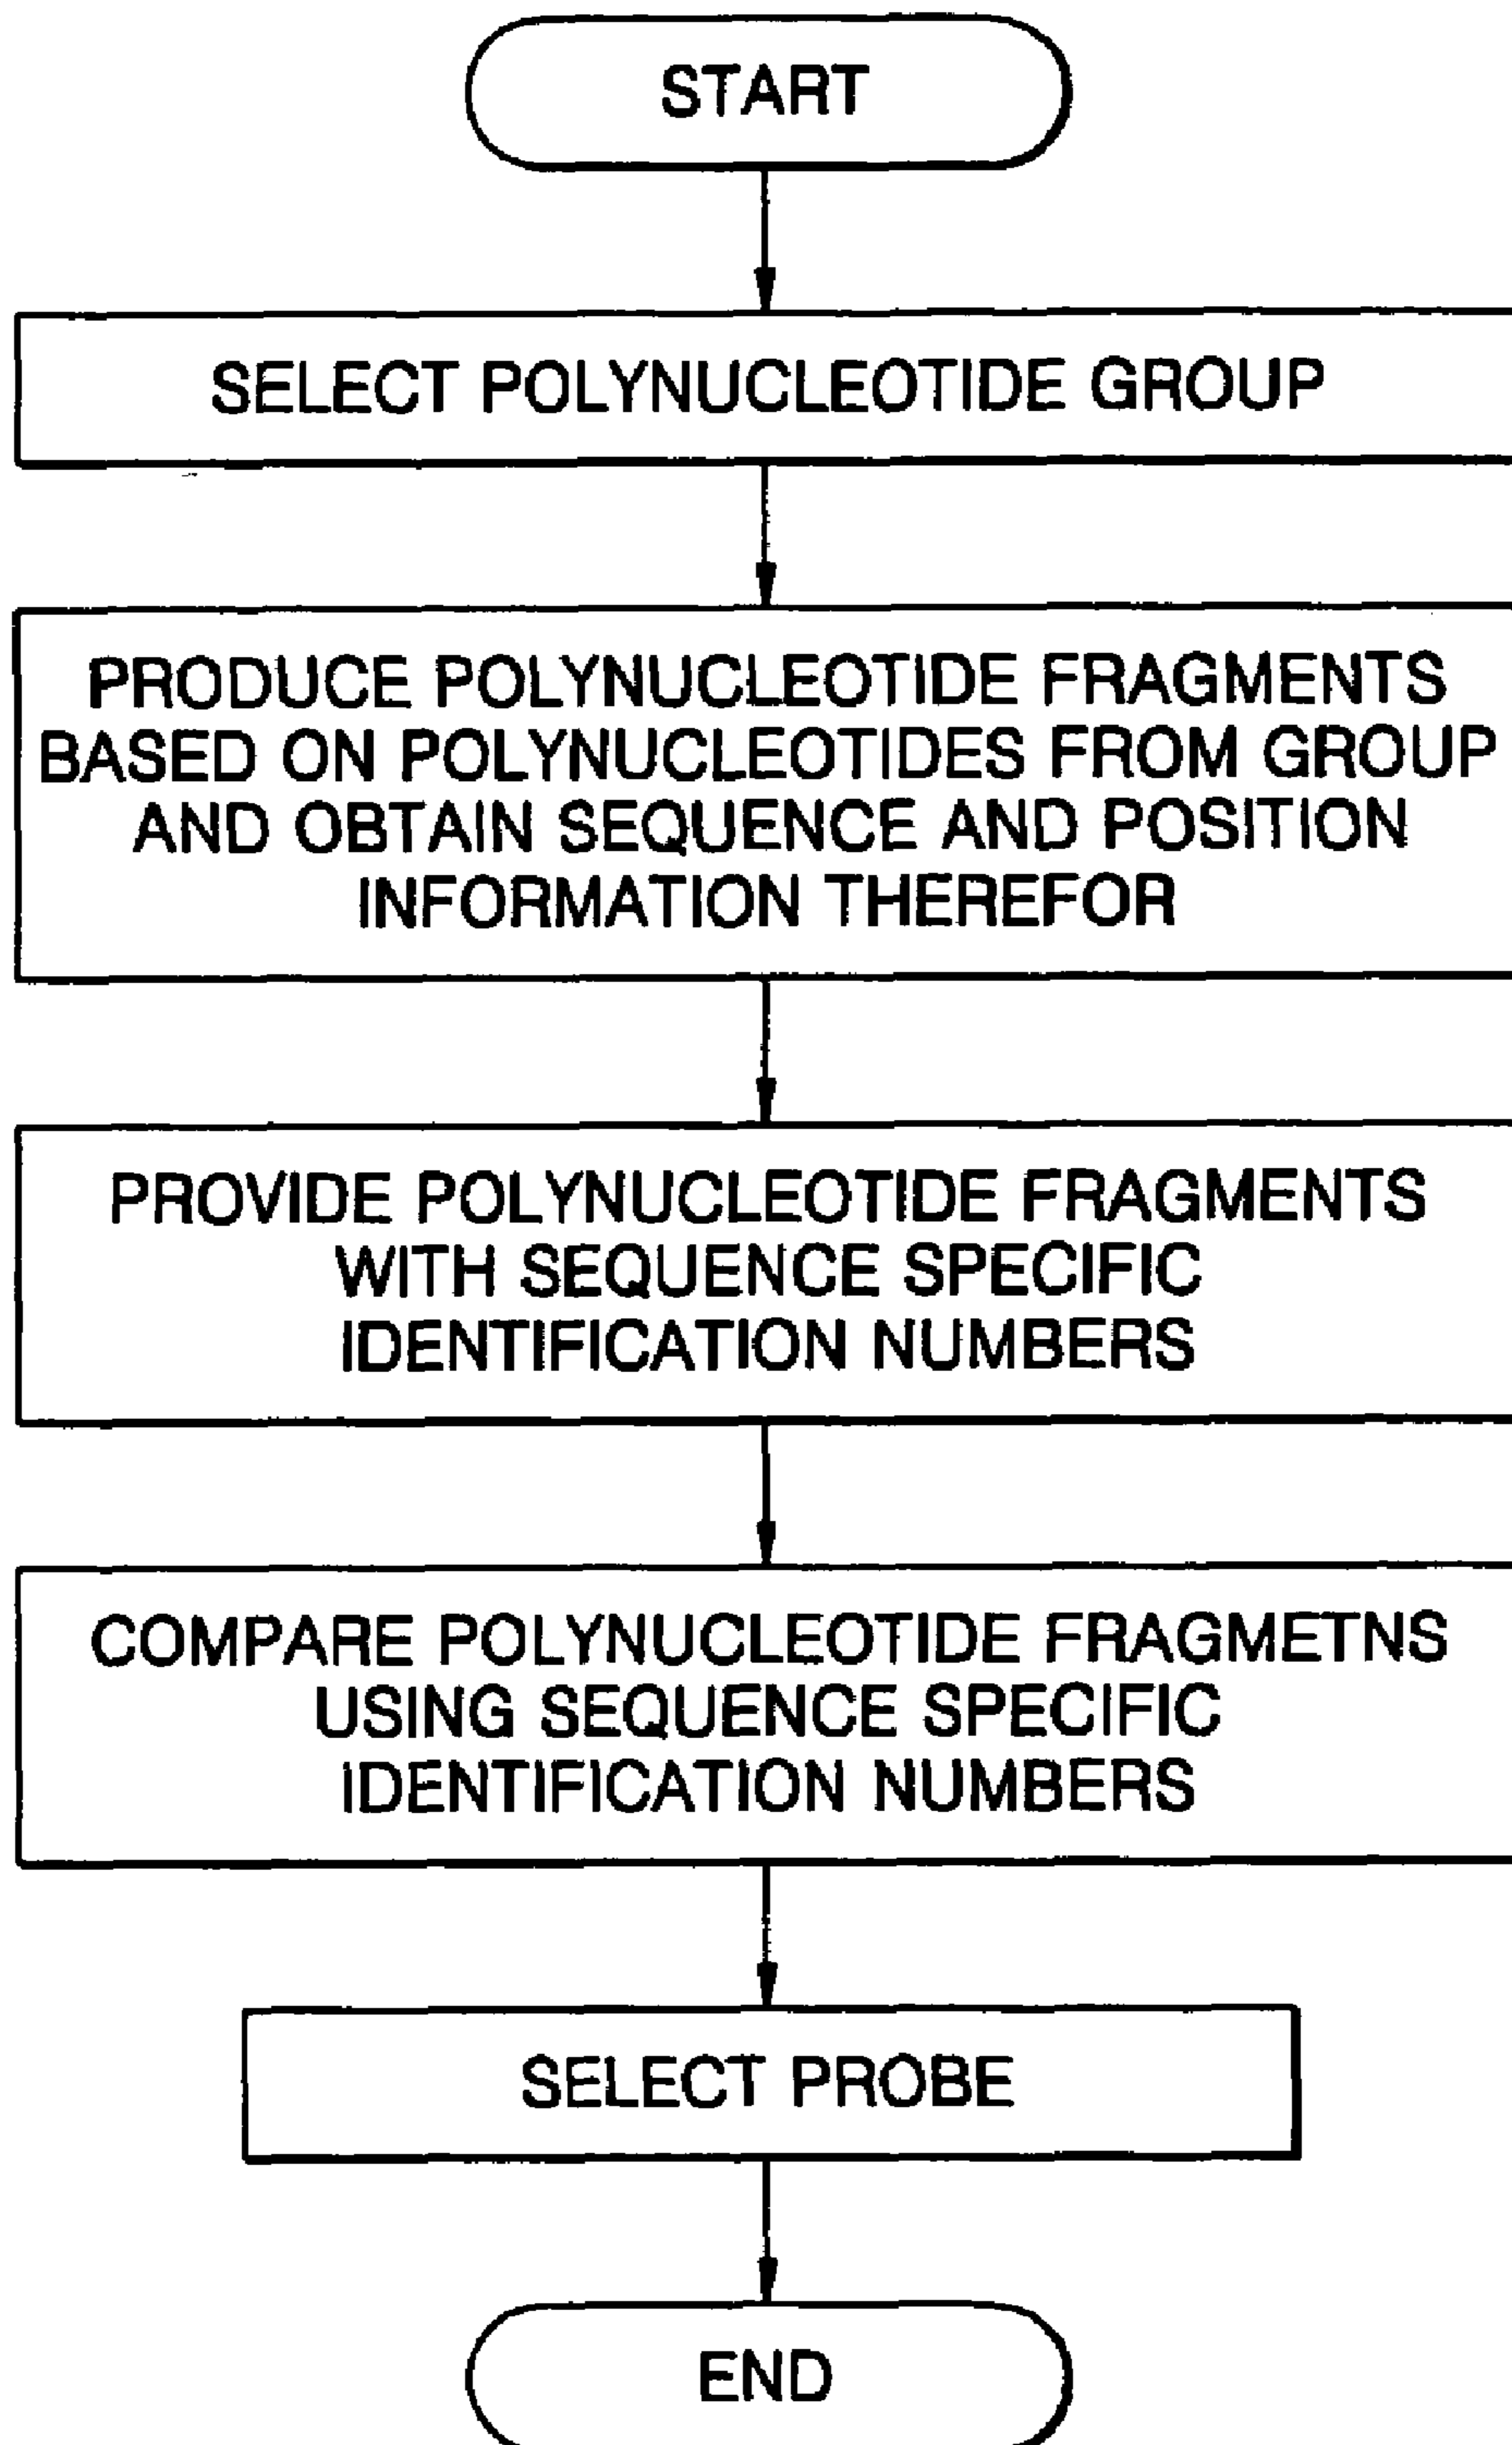 START
SELECT POLYNUCLEOTIDE GROUP
PRODUCE POLYNUCLEOTIDE FRAGMENTS
BASED ON POLYNUCLEOTIDES FROM GROUP
AND OBTAIN SEQUENCE AND POSITION
INFORMATION THEREFOR
PROVIDE POLYNUCLEOTIDE FRAGMENTS
WITH SEQUENCE SPECIFIC
IDENTIFICATION NUMBERS
COMPARE POLYNUCLEOTIDE FRAGMETNS
USING SEQUENCE SPECIFIC
IDENTIFICATION NUMBERS
SELECT PROBE
END